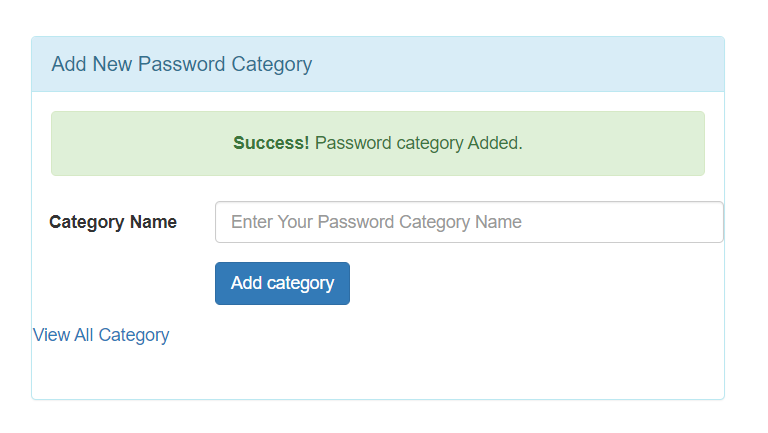 Add New Password Category
Success! Password category Added.
Category Name
Enter Your Password Category Name
Add category
View All Category